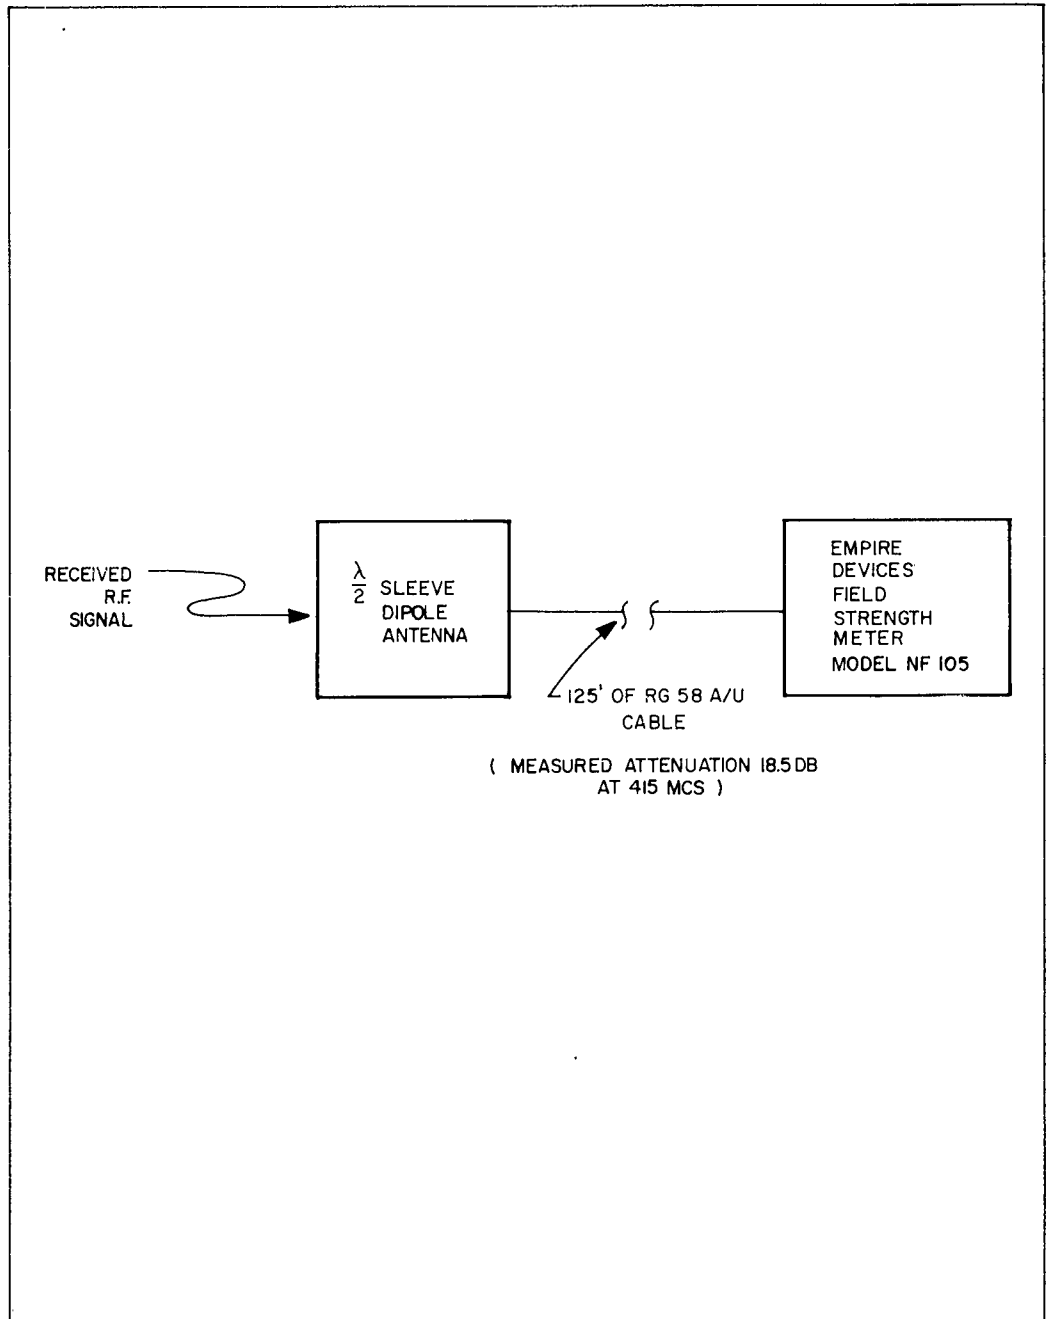 RECEIVED
R.F.
SIGNAL
λ/2 SLEEVE
DIPOLE
ANTENNA
125' OF RG 58 A/U
CABLE
( MEASURED ATTENUATION 18.5 DB
AT 415 MCS )
EMPIRE
DEVICES
FIELD
STRENGTH
METER
MODEL NF 105